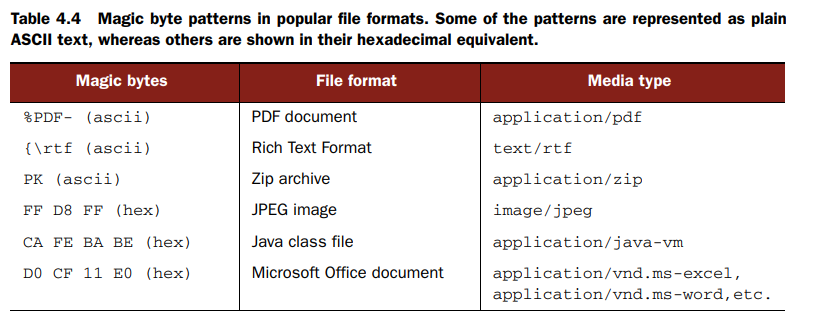 Table 4.4 Magic byte patterns in popular file formats. Some of the patterns are represented as plain
ASCII text, whereas others are shown in their hexadecimal equivalent.
Magic bytes File format Media type
%PDF- (ascii) PDF document application/pdf
{\rtf (ascii) Rich Text Format text/rtf
PK (ascii) Zip archive application/zip
FF D8 FF (hex) JPEG image image/jpeg
CA FE BA BE (hex) Java class file application/java-vm
D0 CF 11 E0 (hex) Microsoft Office document application/vnd.ms-excel,
application/vnd.ms-word,etc.